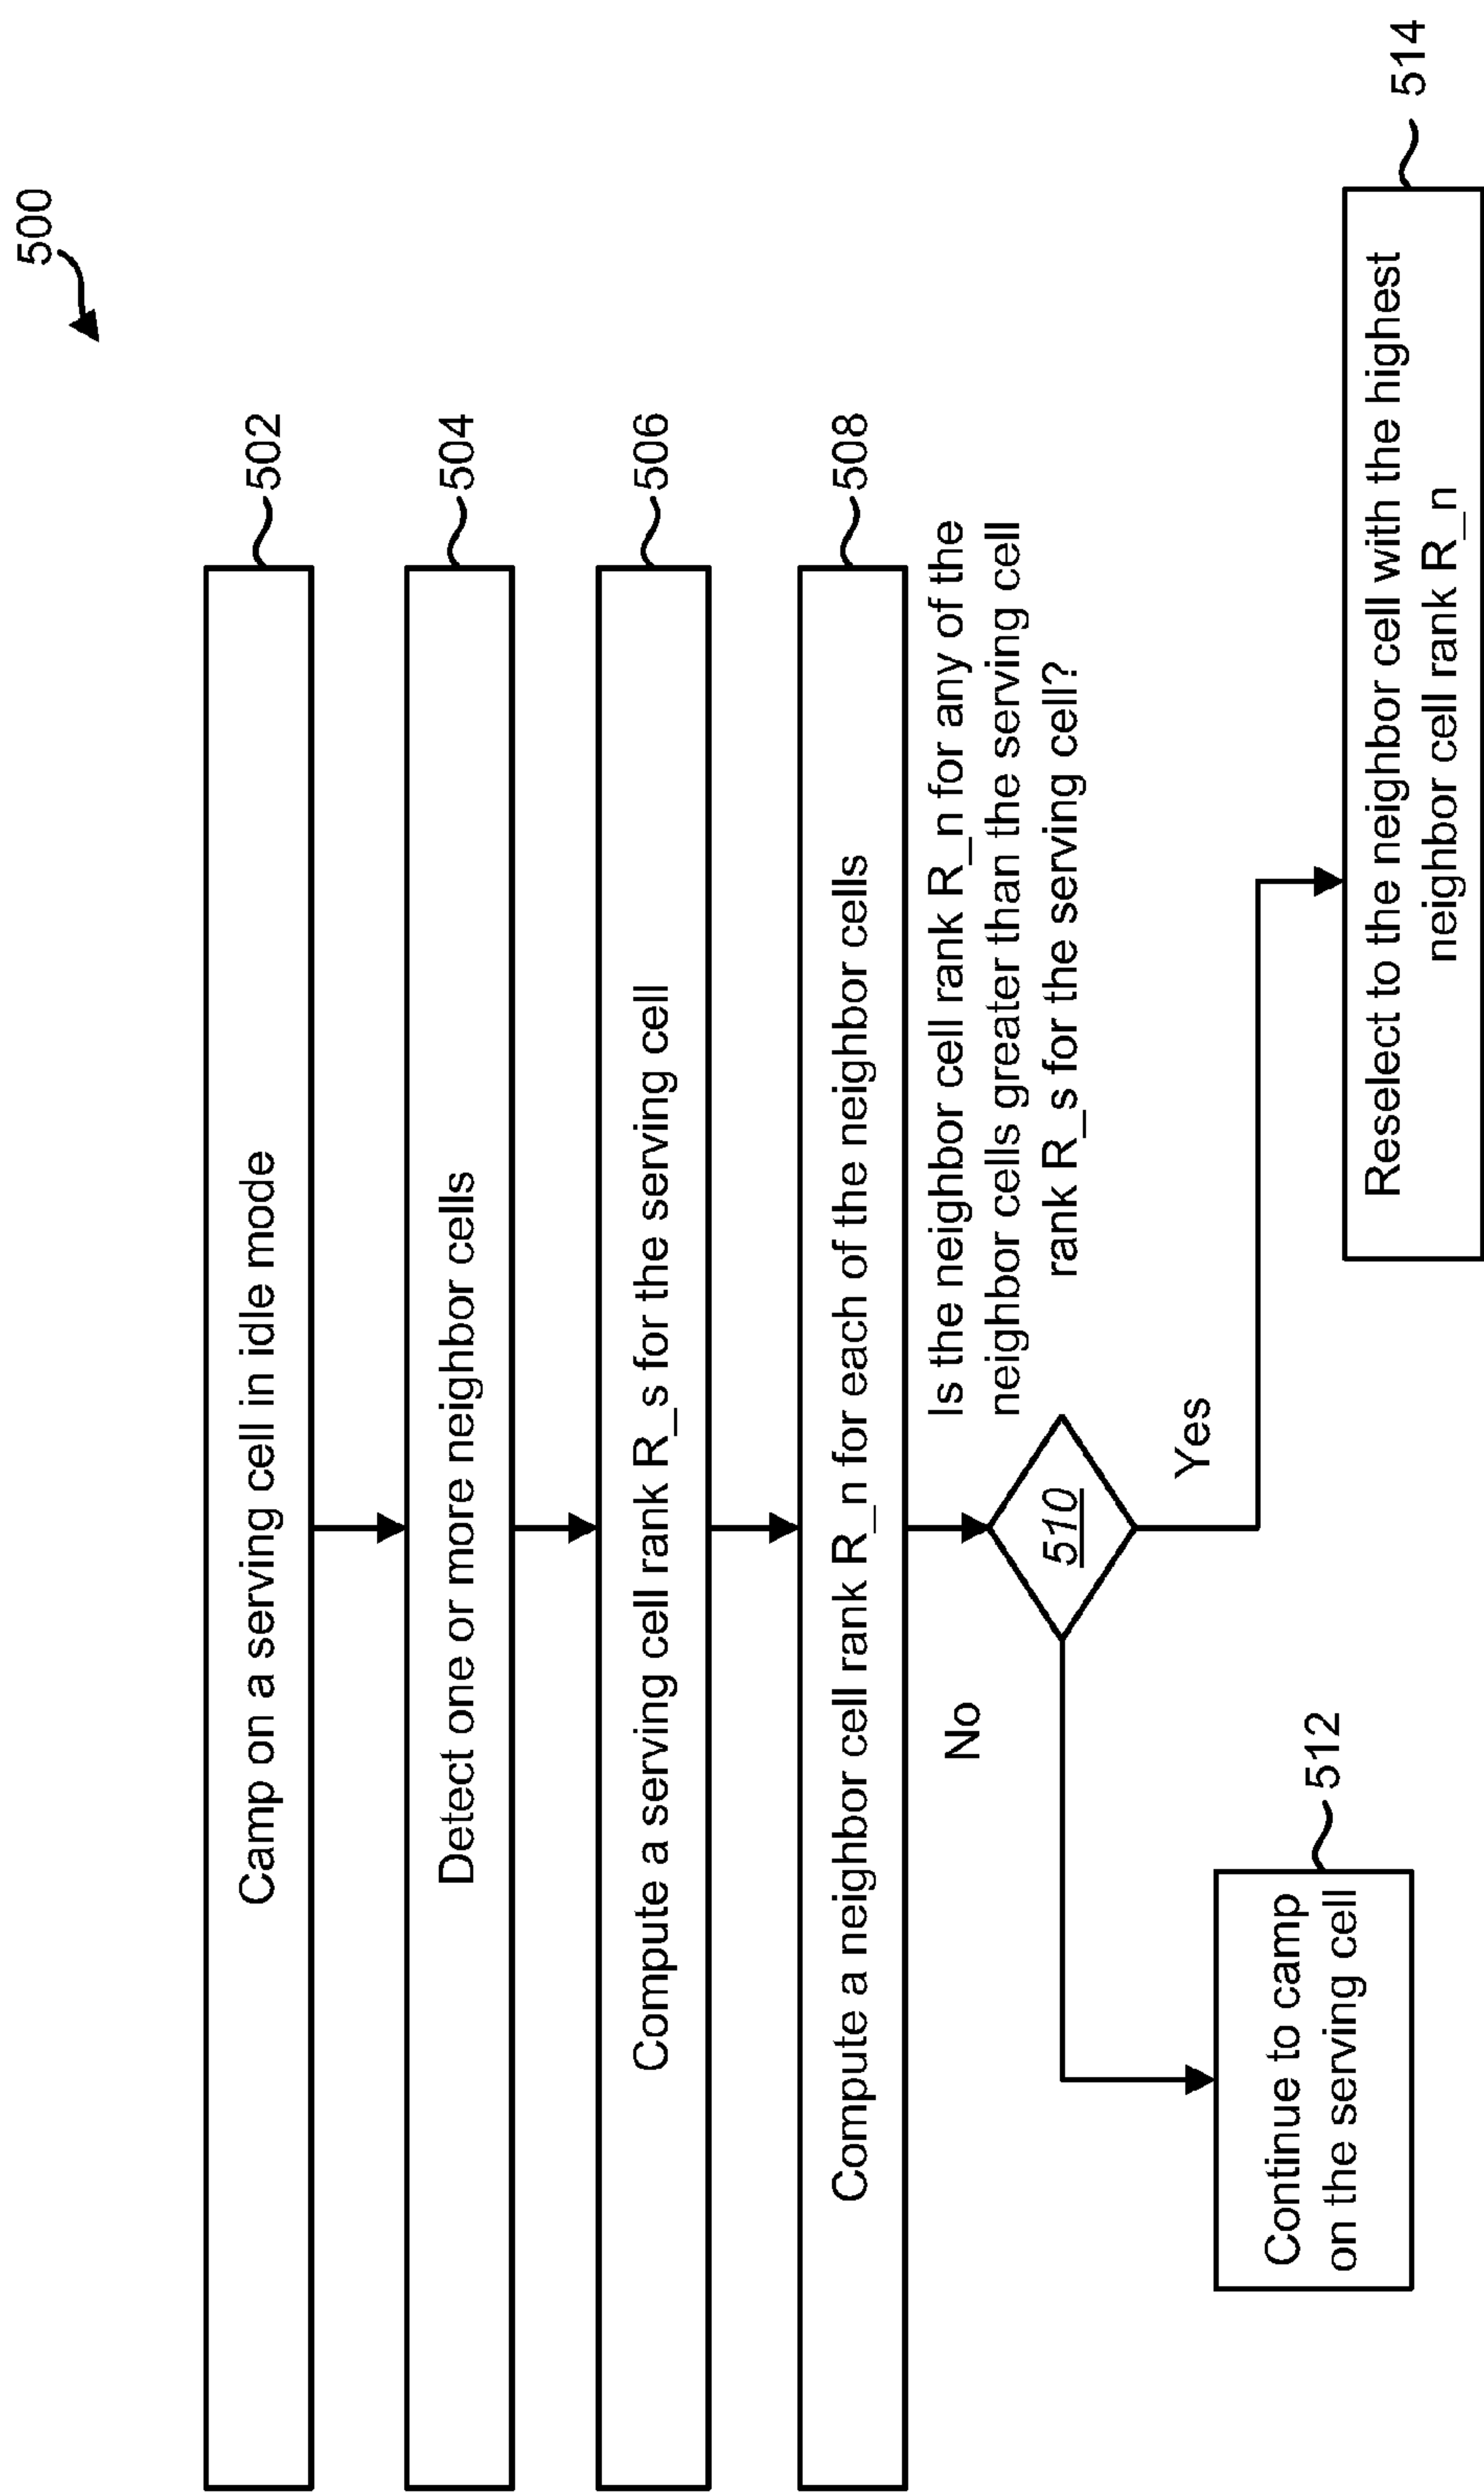 500
Camp on a serving cell in idle mode
502
Detect one or more neighbor cells
504
Compute a serving cell rank R_s for the serving cell
506
Compute a neighbor cell rank R_n for each of the neighbor cells
508
Is the neighbor cell rank R_n for any of the
neighbor cells greater than the serving cell
rank R_s for the serving cell?
510
No
Yes
Continue to camp
on the serving cell
512
Reselect to the neighbor cell with the highest
neighbor cell rank R_n
514